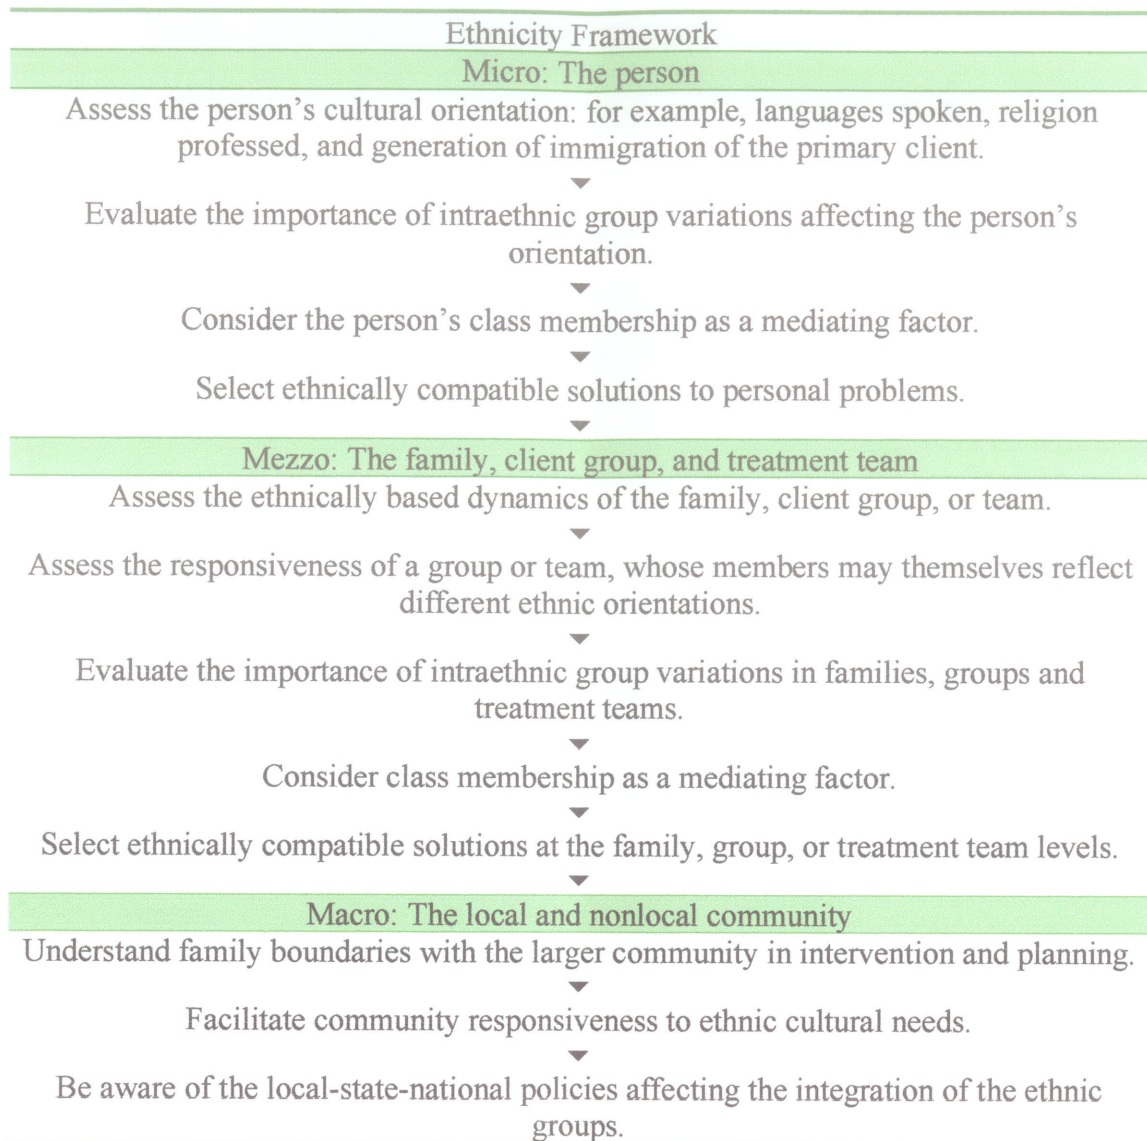 Ethnicity Framework
Micro: The person
Assess the person's cultural orientation: for example, languages spoken, religion
professed, and generation of immigration of the primary client.
Evaluate the importance of intraethnic group variations affecting the person's
orientation.
Consider the person's class membership as a mediating factor.
Select ethnically compatible solutions to personal problems.
Mezzo: The family, client group, and treatment team
Assess the ethnically based dynamics of the family, client group, or team.
Assess the responsiveness of a group or team, whose members may themselves reflect
different ethnic orientations.
Evaluate the importance of intraethnic group variations in families, groups and
treatment teams.
Consider class membership as a mediating factor.
Select ethnically compatible solutions at the family, group, or treatment team levels.
Macro: The local and nonlocal community
Understand family boundaries with the larger community in intervention and planning.
Facilitate community responsiveness to ethnic cultural needs.
Be aware of the local-state-national policies affecting the integration of the ethnic
groups.